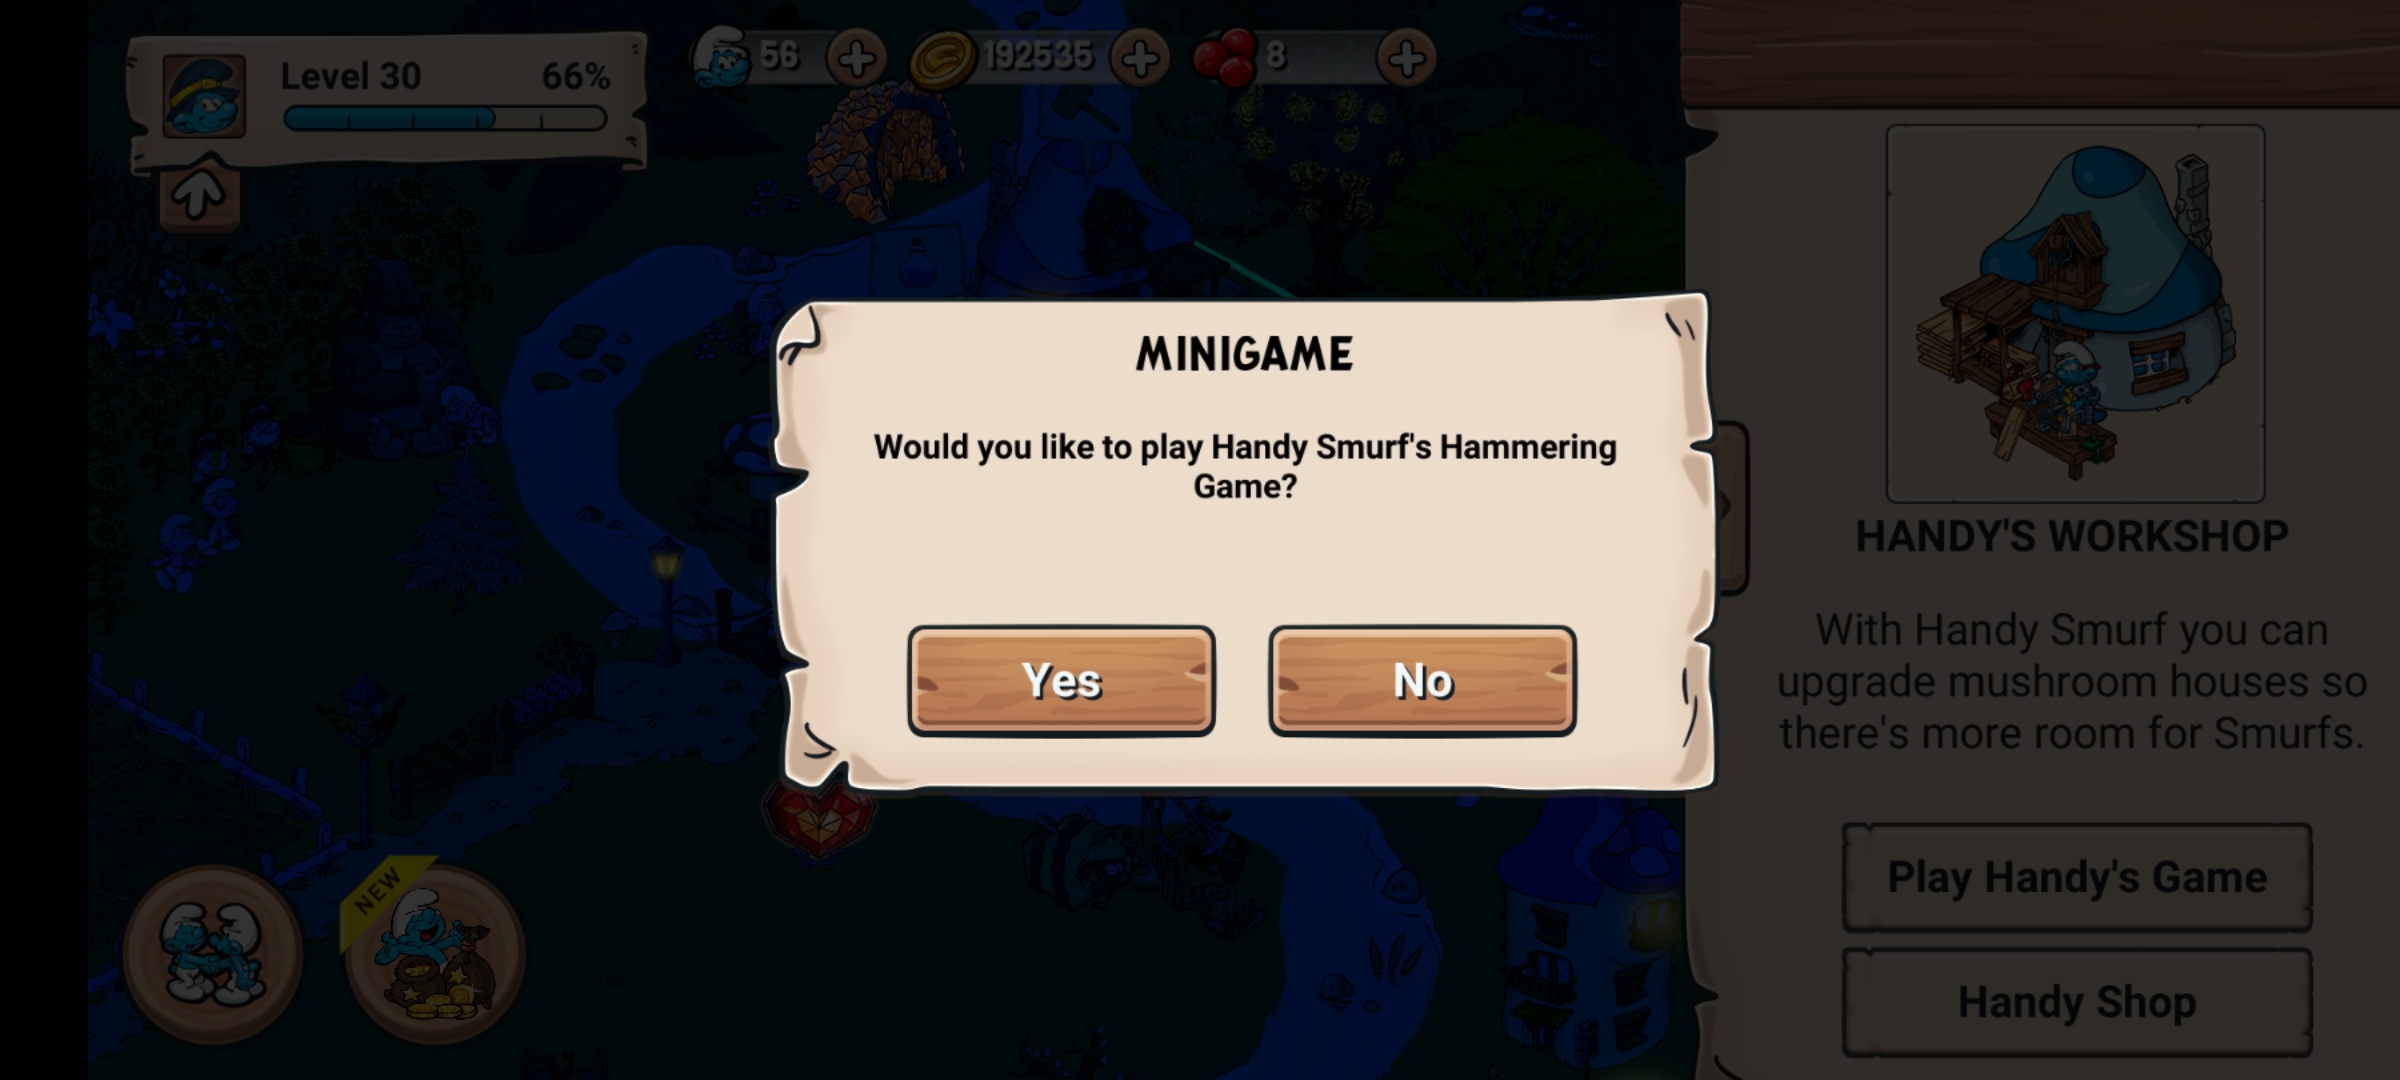 Level 30
66%
56
192535
8
MINIGAME
Would you like to play Handy Smurf's Hammering
Game?
Yes
No
HANDY'S WORKSHOP
With Handy Smurf you can
upgrade mushroom houses so
there's more room for Smurfs.
Play Handy's Game
Handy Shop
NEW